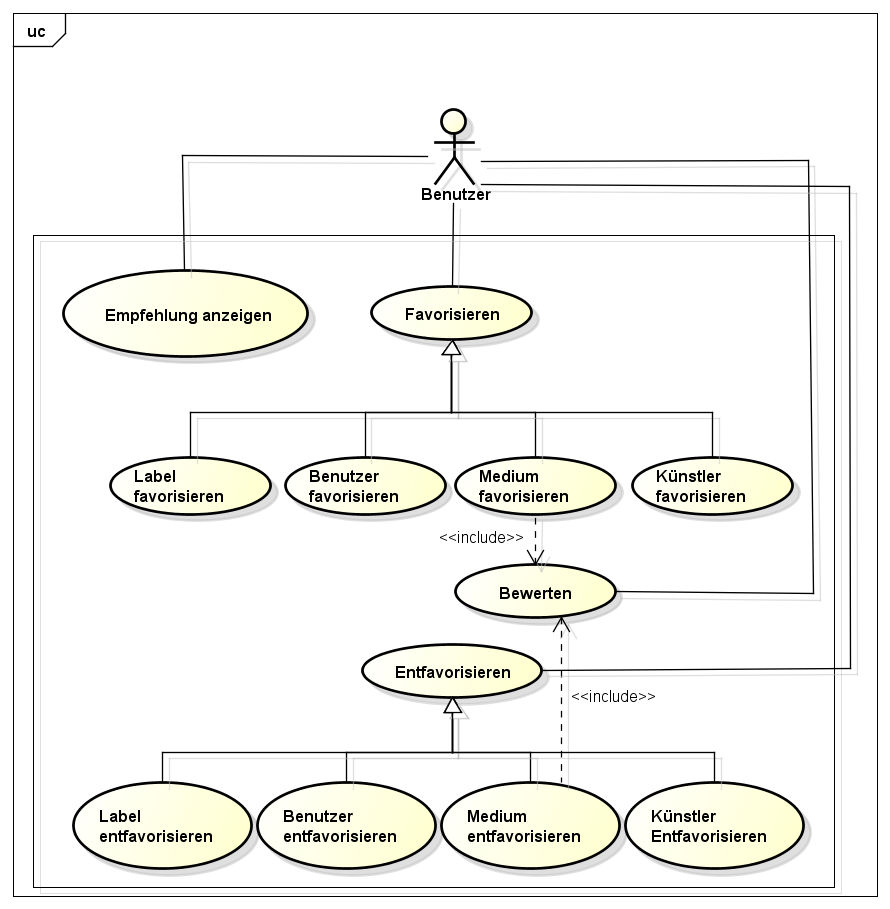 uc
Benutzer
Empfehlung anzeigen
Favorisieren
Label
favorisieren
Benutzer
favorisieren
Medium
favorisieren
Künstler
favorisieren
<<include>>
Bewerten
Entfavorisieren
<<include>>
Label
entfavorisieren
Benutzer
entfavorisieren
Medium
entfavorisieren
Künstler
Entfavorisieren